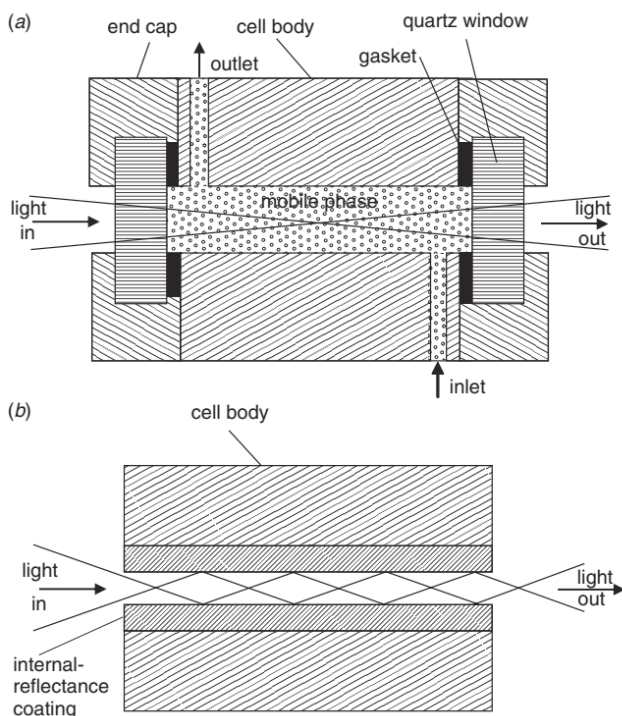 (a)
end cap
cell body
quartz window
outlet
gasket
mobile phase
light
in
light
out
inlet
(b)
cell body
light
in
light
out
internal-
reflectance
coating